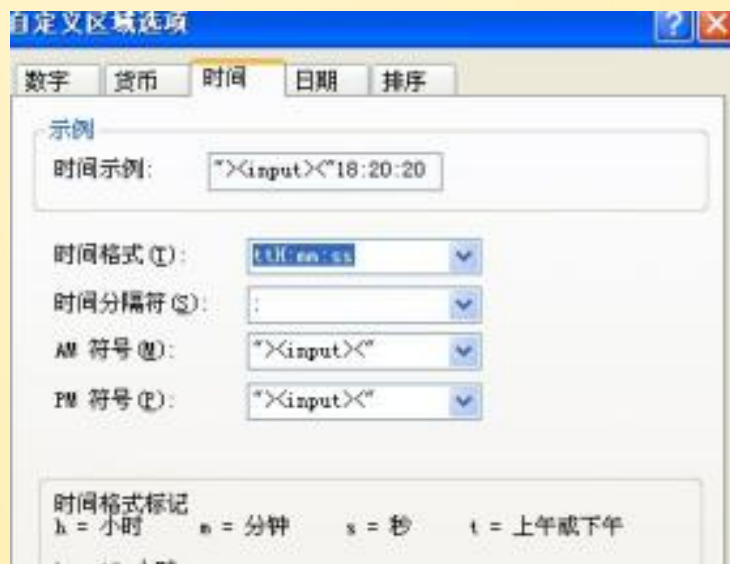 自定义区域选项
数字 货币 时间 日期 排序
示例
时间示例: "><input><"18:20:20
时间格式(T): ttH:mm:ss
时间分隔符(S): :
AM 符号(M): "><input><"
PM 符号(P): "><input><"
时间格式标记
h = 小时 m = 分钟 s = 秒 t = 上午或下午